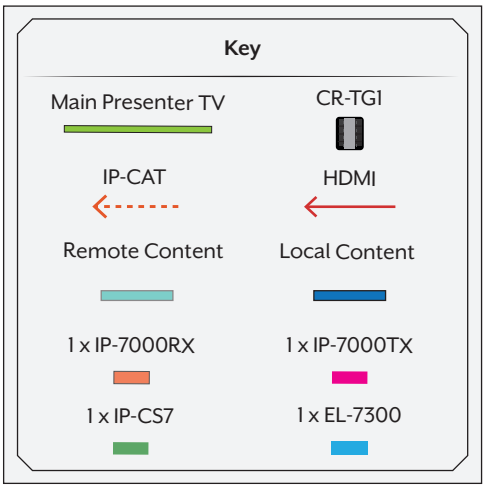 Key
Main Presenter TV
CR-TG1
IP-CAT
HDMI
Remote Content
Local Content
1 x IP-7000RX
1 x IP-7000TX
1 x IP-CS7
1 x EL-7300